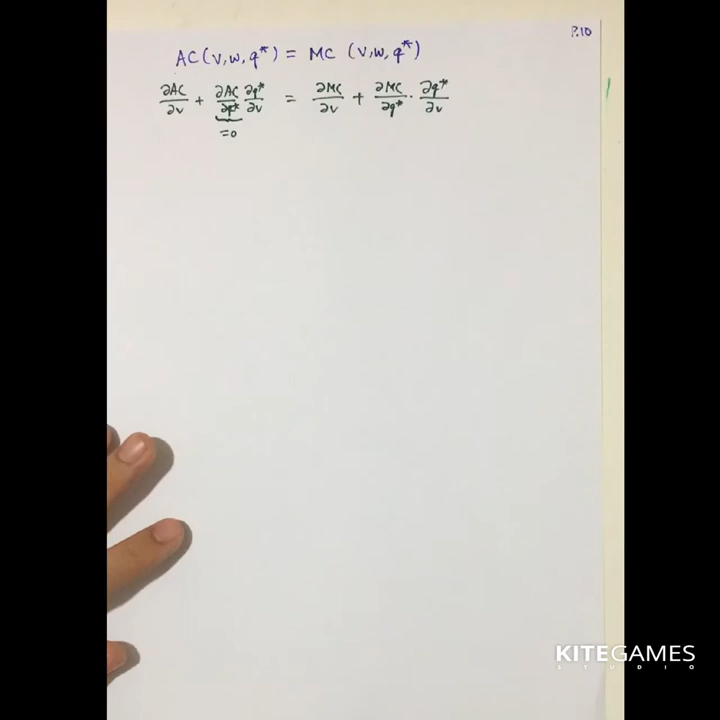 P.10
AC(v,w,q*) = MC (v,w,q*)
∂AC/∂v + ∂AC/∂q* ∂q*/∂v = ∂MC/∂v + ∂MC/∂q* · ∂q*/∂v
=0
KITEGAMES
STUDIO